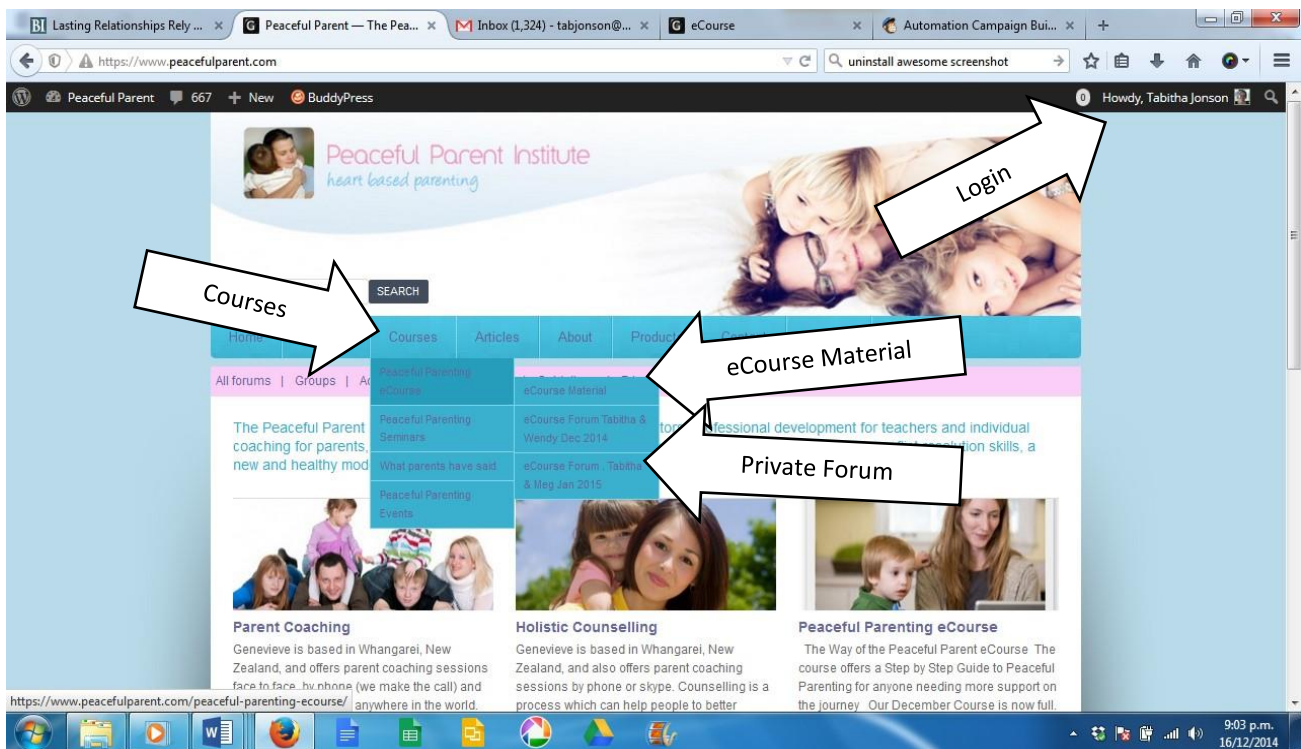 Lasting Relationships Rely ...
Peaceful Parent — The Pea...
Inbox (1,324) - tabjonson@...
eCourse
Automation Campaign Bui...
https://www.peacefulparent.com
uninstall awesome screenshot
Peaceful Parent
667
+ New
BuddyPress
0
Howdy, Tabitha Jonson
Peaceful Parent Institute
heart based parenting
Login
Courses
SEARCH
Home
Courses
Articles
About
eCourse Material
All forums | Groups |
Peaceful Parenting
eCourse
eCourse Material
Peaceful Parenting
Seminars
eCourse Forum Tabitha &
Wendy Dec 2014
What parents have said
eCourse Forum , Tabitha
& Meg Jan 2015
Peaceful Parenting
Events
Private Forum
The Peaceful Parent
professional development for teachers and individual
coaching for parents,
skills, a
new and healthy
Parent Coaching
Genevieve is based in Whangarei, New
Zealand, and offers parent coaching sessions
face to face, by phone (we make the call) and
anywhere in the world.
Holistic Counselling
Genevieve is based in Whangarei, New
Zealand, and also offers parent coaching
sessions by phone or skype. Counselling is a
process which can help people to better
Peaceful Parenting eCourse
The Way of the Peaceful Parent eCourse The
course offers a Step by Step Guide to Peaceful
Parenting for anyone needing more support on
the journey Our December Course is now full.
https://www.peacefulparent.com/peaceful-parenting-ecourse/
9:03 p.m.
16/12/2014